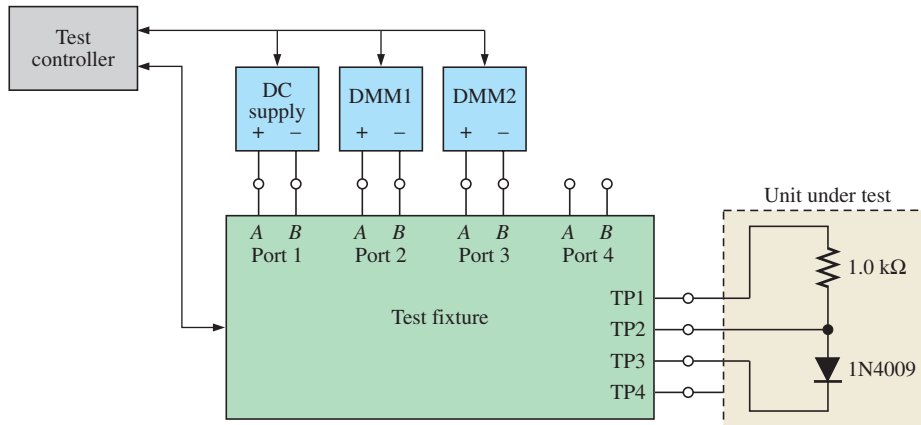 Test
controller
DC
supply
+ –
DMM1
+ –
DMM2
+ –
A B
Port 1
A B
Port 2
A B
Port 3
A B
Port 4
Unit under test
1.0 kΩ
TP1
Test fixture
TP2
TP3
1N4009
TP4